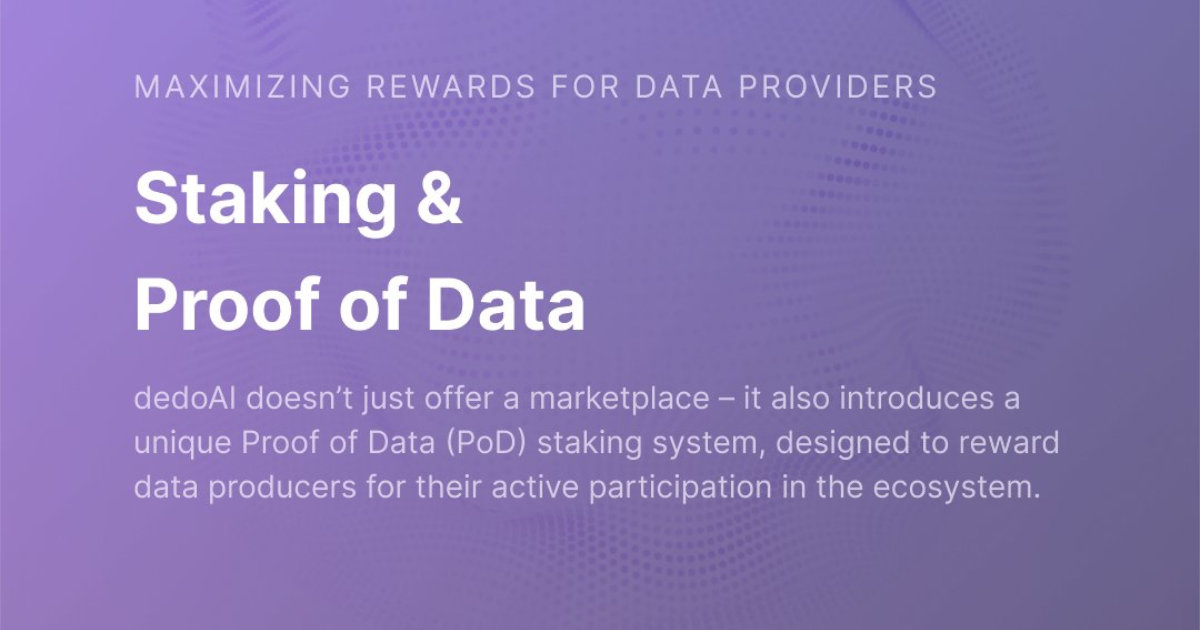 MAXIMIZING REWARDS FOR DATA PROVIDERS
Staking &
Proof of Data
dedoAI doesn’t just offer a marketplace – it also introduces a
unique Proof of Data (PoD) staking system, designed to reward
data producers for their active participation in the ecosystem.